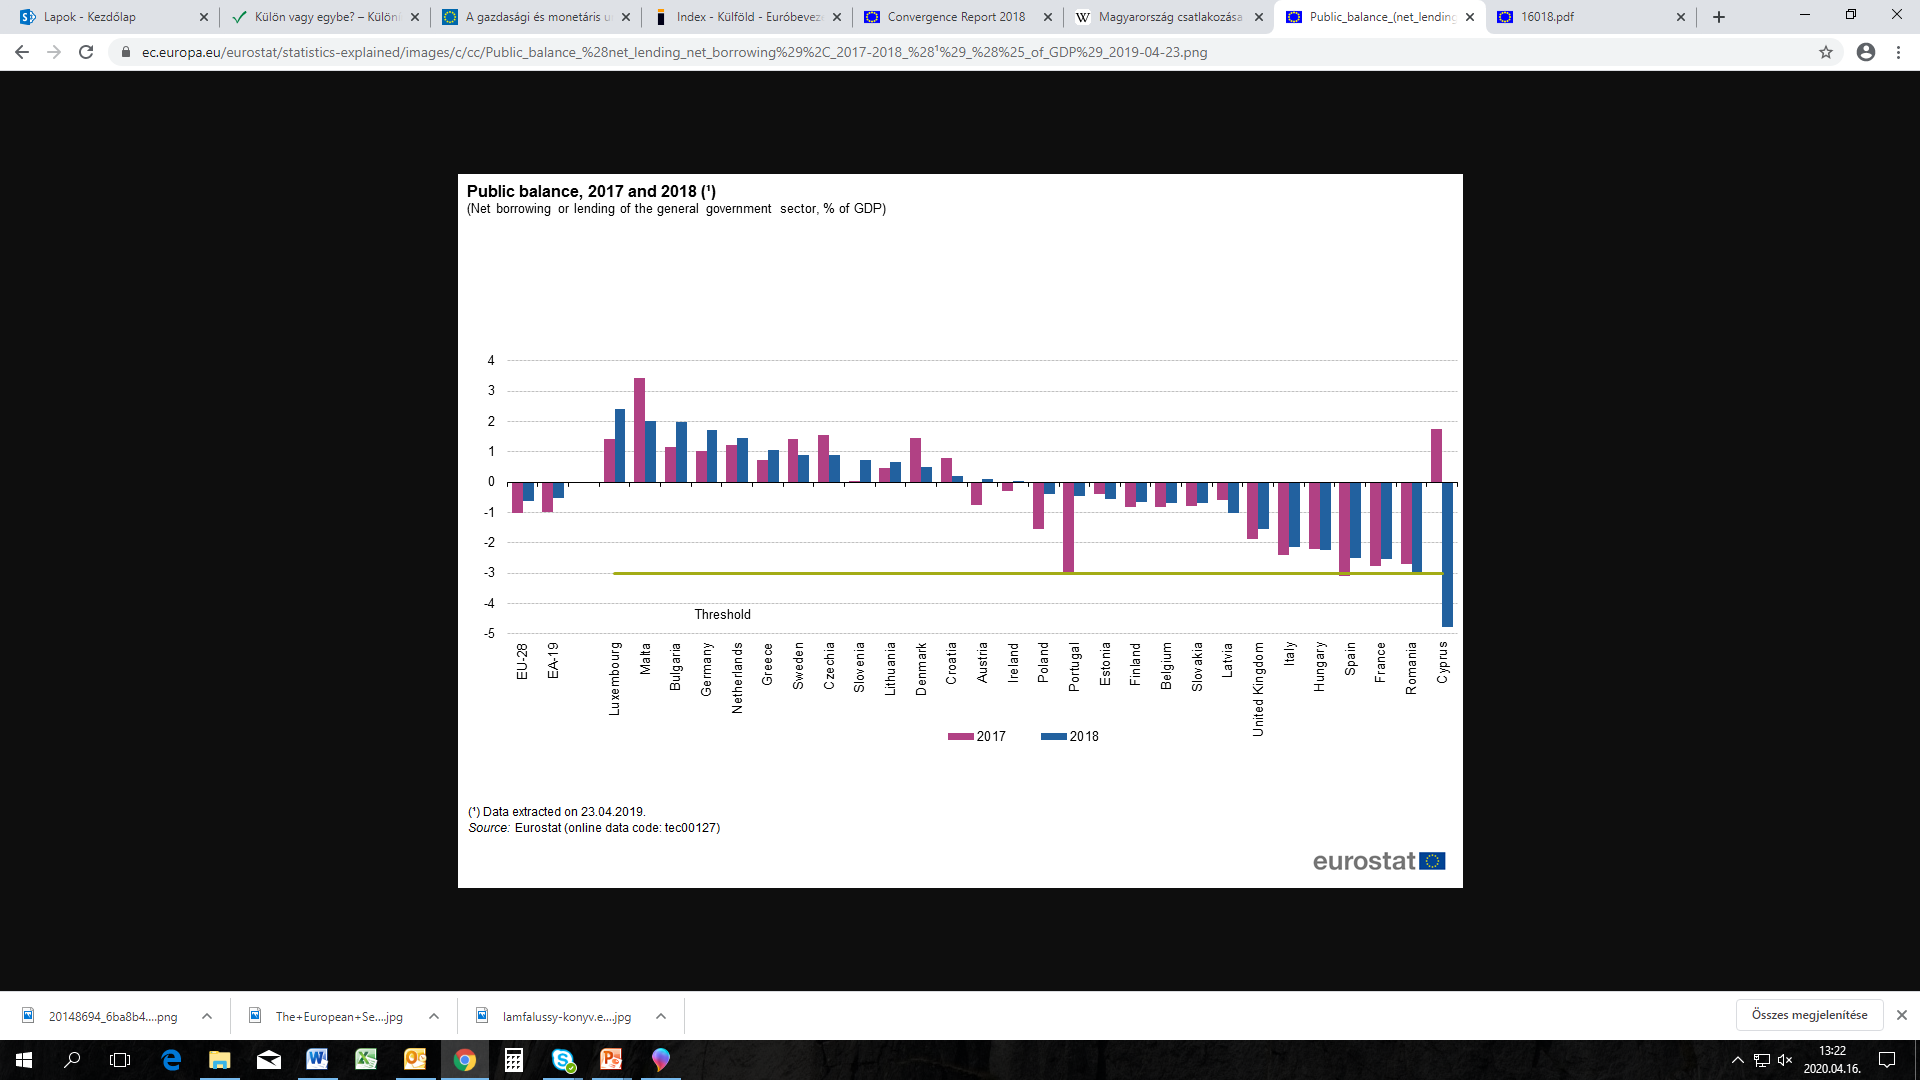 Lapok - Kezdőlap
Külön vagy egybe? – Külön
A gazdasági és monetáris u
Index - Külföld - Euróbeveze
Convergence Report 2018
Magyarország csatlakozása
Public_balance_(net_lending
16018.pdf
ec.europa.eu/eurostat/statistics-explained/images/c/cc/Public_balance_%28net_lending_net_borrowing%29%2C_2017-2018_%28¹%29_%28%25_of_GDP%29_2019-04-23.png
Public balance, 2017 and 2018 (¹)
(Net borrowing or lending of the general government sector, % of GDP)
4
3
2
1
0
-1
-2
-3
-4
-5
Threshold
EU-28
EA-19
Luxembourg
Malta
Bulgaria
Germany
Netherlands
Greece
Sweden
Czechia
Slovenia
Lithuania
Denmark
Croatia
Austria
Ireland
Poland
Portugal
Estonia
Finland
Belgium
Slovakia
Latvia
United Kingdom
Italy
Hungary
Spain
France
Romania
Cyprus
2017
2018
(¹) Data extracted on 23.04.2019.
Source: Eurostat (online data code: tec00127)
eurostat
20148694_6ba8b4....png
The+European+Se....jpg
lamfalussy-konyv.e....jpg
Összes megjelenítése
13:22
2020.04.16.